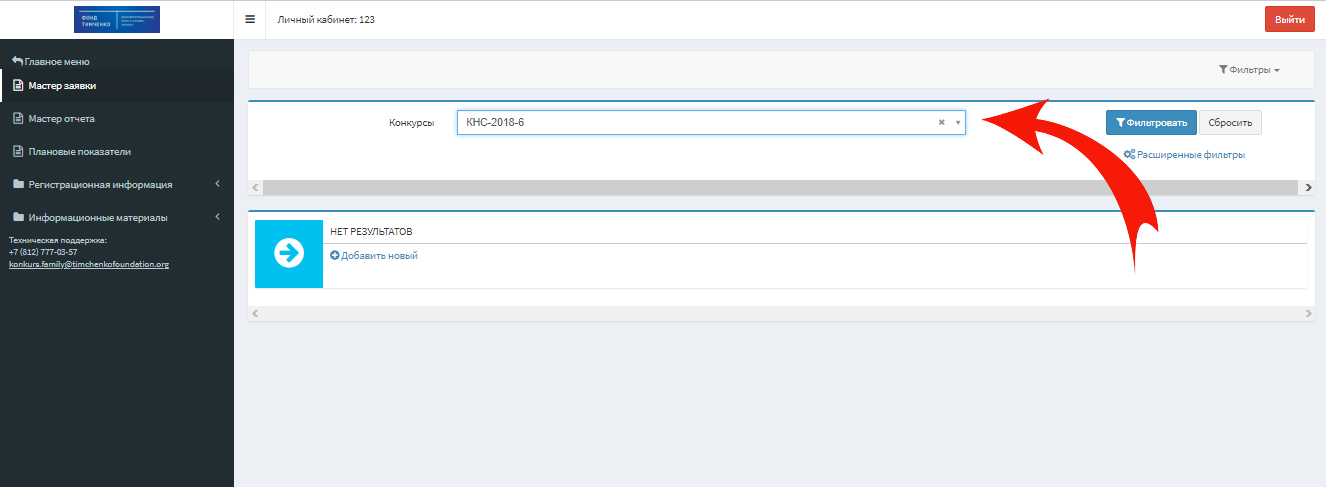 ФОНД
ТИМЧЕНКО
Личный кабинет: 123
Выйти
Главное меню
Мастер заявки
Мастер отчета
Плановые показатели
Регистрационная информация
Информационные материалы
Техническая поддержка:
+7 (812) 777-03-57
konkurs.family@timchenkofoundation.org
Фильтры
Конкурсы
КНС-2018-6
Фильтровать
Сбросить
Расширенные фильтры
НЕТ РЕЗУЛЬТАТОВ
Добавить новый